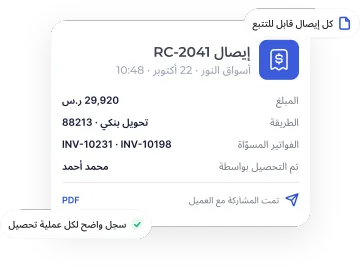 كل إيصال قابل للتتبع
إيصال RC-2041
أسواق النور · 22 أكتوبر · 10:48
المبلغ 29,920 ر.س
الطريقة تحويل بنكي · 88213
الفواتير المسوّاة INV-10231 · INV-10198
تم التحصيل بواسطة محمد أحمد
تمت المشاركة مع العميل PDF
سجل واضح لكل عملية تحصيل